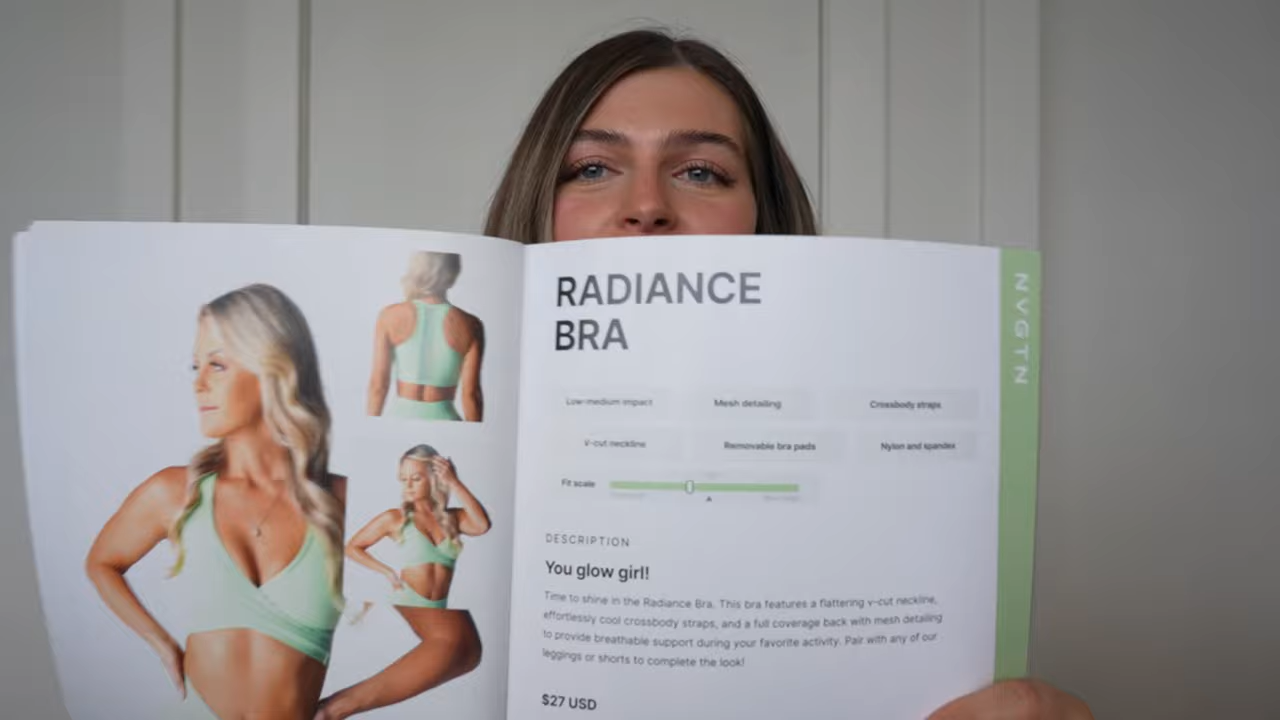 RADIANCE
BRA
NVGTN
Low-medium impact
Mesh detailing
Crossbody straps
V-cut neckline
Removable bra pads
Nylon and spandex
Fit scale
DESCRIPTION
You glow girl!
Time to shine in the Radiance Bra. This bra features a flattering v-cut neckline,
effortlessly cool crossbody straps, and a full coverage back with mesh detailing
to provide breathable support during your favorite activity. Pair with any of our
leggings or shorts to complete the look!
$27 USD